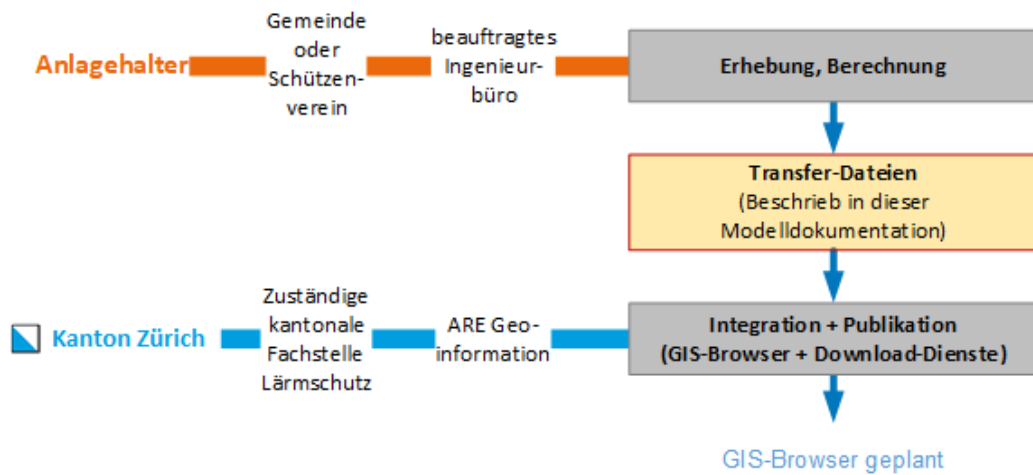 Anlagehalter
Gemeinde
oder
Schützen-
verein
beauftragtes
Ingenieur-
büro
Erhebung, Berechnung
Transfer-Dateien
(Beschrieb in dieser
Modelldokumentation)
Kanton Zürich
Zuständige
kantonale
Fachstelle
Lärmschutz
ARE Geo-
information
Integration + Publikation
(GIS-Browser + Download-Dienste)
GIS-Browser geplant